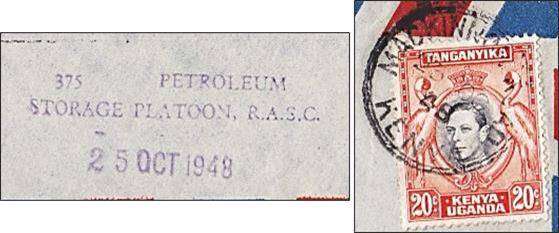 375 PETROLEUM
STORAGE PLATOON, R.A.S.C.
25 OCT 1948
TANGANYIKA
20c 20c
KENYA
UGANDA